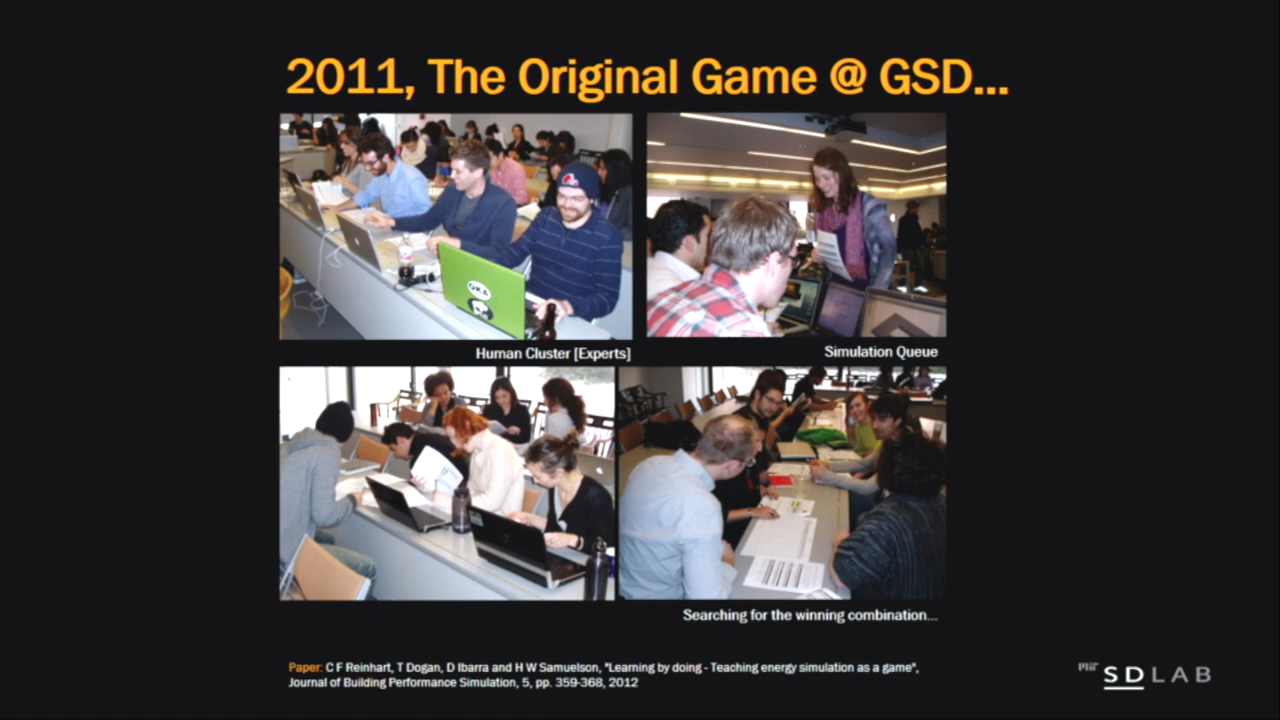 2011, The Original Game @ GSD...
OKA
Human Cluster [Experts]
Simulation Queue
Searching for the winning combination...
Paper: C F Reinhart, T Dogan, D Ibarra and H W Samuelson, "Learning by doing - Teaching energy simulation as a game",
Journal of Building Performance Simulation, 5, pp. 359-368, 2012
MIT SDLAB